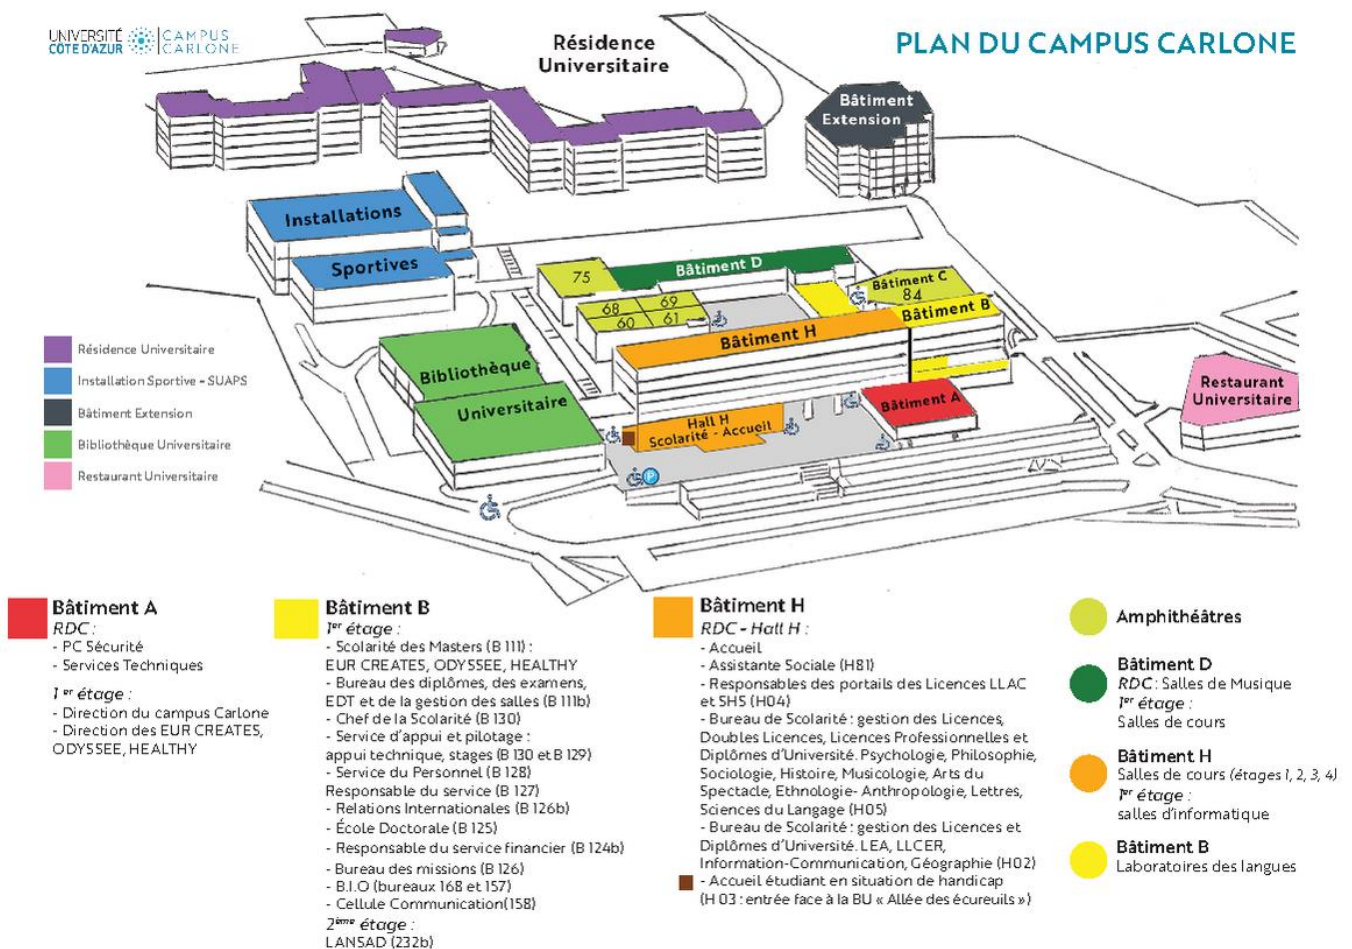 UNIVERSITÉ
CÔTE D'AZUR
CAMPUS
CARLONE
PLAN DU CAMPUS CARLONE
Résidence
Universitaire
Bâtiment
Extension
Installations
Sportives
75
Bâtiment D
68
69
60
61
Bâtiment C
84
Bâtiment B
Bâtiment H
Bibliothèque
Universitaire
Bâtiment A
Hall H
Scolarité - Accueil
P
Restaurant
Universitaire
Résidence Universitaire
Installation Sportive - SUAPS
Bâtiment Extension
Bibliothèque Universitaire
Restaurant Universitaire
Bâtiment A
RDC :
- PC Sécurité
- Services Techniques
1er étage :
- Direction du campus Carlone
- Direction des EUR CREATES,
ODYSSEE, HEALTHY
Bâtiment B
1er étage :
- Scolarité des Masters (B 111) :
EUR CREATES, ODYSSEE, HEALTHY
- Bureau des diplômes, des examens,
EDT et de la gestion des salles (B 111b)
- Chef de la Scolarité (B 130)
- Service d'appui et pilotage :
appui technique, stages (B 130 et B 129)
- Service du Personnel (B 128)
Responsable du service (B 127)
- Relations Internationales (B 126b)
- École Doctorale (B 125)
- Responsable du service financier (B 124b)
- Bureau des missions (B 126)
- B.I.O (bureaux 168 et 157)
- Cellule Communication(158)
2ème étage :
LANSAD (232b)
Bâtiment H
RDC - Hall H :
- Accueil
- Assistante Sociale (H81)
- Responsables des portails des Licences LLAC
et SHS (H04)
- Bureau de Scolarité : gestion des Licences,
Doubles Licences, Licences Professionnelles et
Diplômes d'Université. Psychologie, Philosophie,
Sociologie, Histoire, Musicologie, Arts du
Spectacle, Ethnologie- Anthropologie, Lettres,
Sciences du Langage (H05)
- Bureau de Scolarité : gestion des Licences et
Diplômes d'Université. LEA, LLCER,
Information-Communication, Géographie (H02)
- Accueil étudiant en situation de handicap
(H 03 : entrée face à la BU « Allée des écureuils »)
Amphithéâtres
Bâtiment D
RDC : Salles de Musique
1er étage :
Salles de cours
Bâtiment H
Salles de cours (étages 1, 2, 3, 4)
1er étage :
salles d'informatique
Bâtiment B
Laboratoires des langues